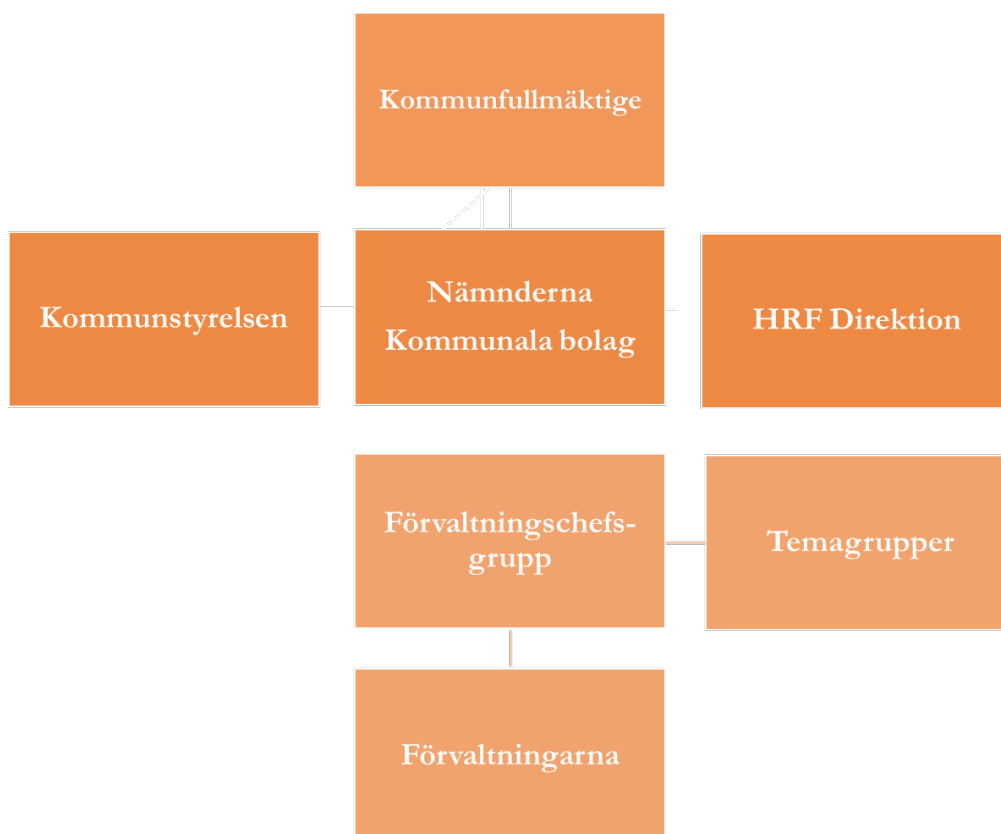 Kommunfullmäktige
Kommunstyrelsen
Nämnderna
Kommunala bolag
HRF Direktion
Förvaltningschefs-
grupp
Temagrupper
Förvaltningarna